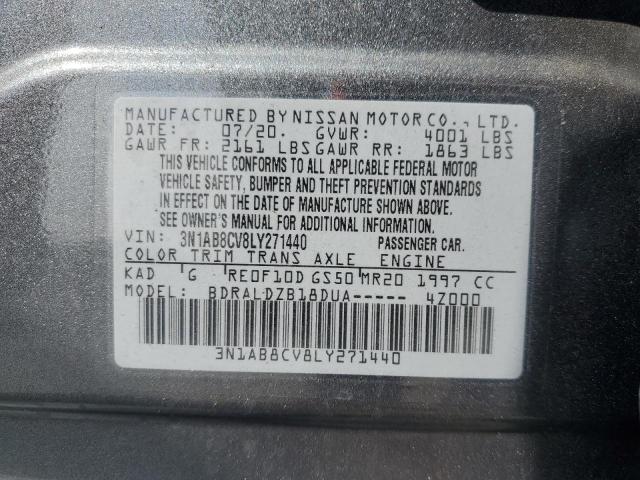 MANUFACTURED BY NISSAN MOTOR CO., LTD.
DATE: 07/20. GVWR: 4001 LBS
GAWR FR: 2161 LBS GAWR RR: 1863 LBS
THIS VEHICLE CONFORMS TO ALL APPLICABLE FEDERAL MOTOR
VEHICLE SAFETY, BUMPER AND THEFT PREVENTION STANDARDS
IN EFFECT ON THE DATE OF MANUFACTURE SHOWN ABOVE.
SEE OWNER'S MANUAL FOR ADDITIONAL INFORMATION.
VIN: 3N1AB8CV8LY271440 PASSENGER CAR.
COLOR TRIM TRANS AXLE ENGINE
KAD G RE0F10D GS50 MR20 1997 CC
MODEL: BDRALDZB18DUA----- 4Z000
3N1AB8CV8LY271440